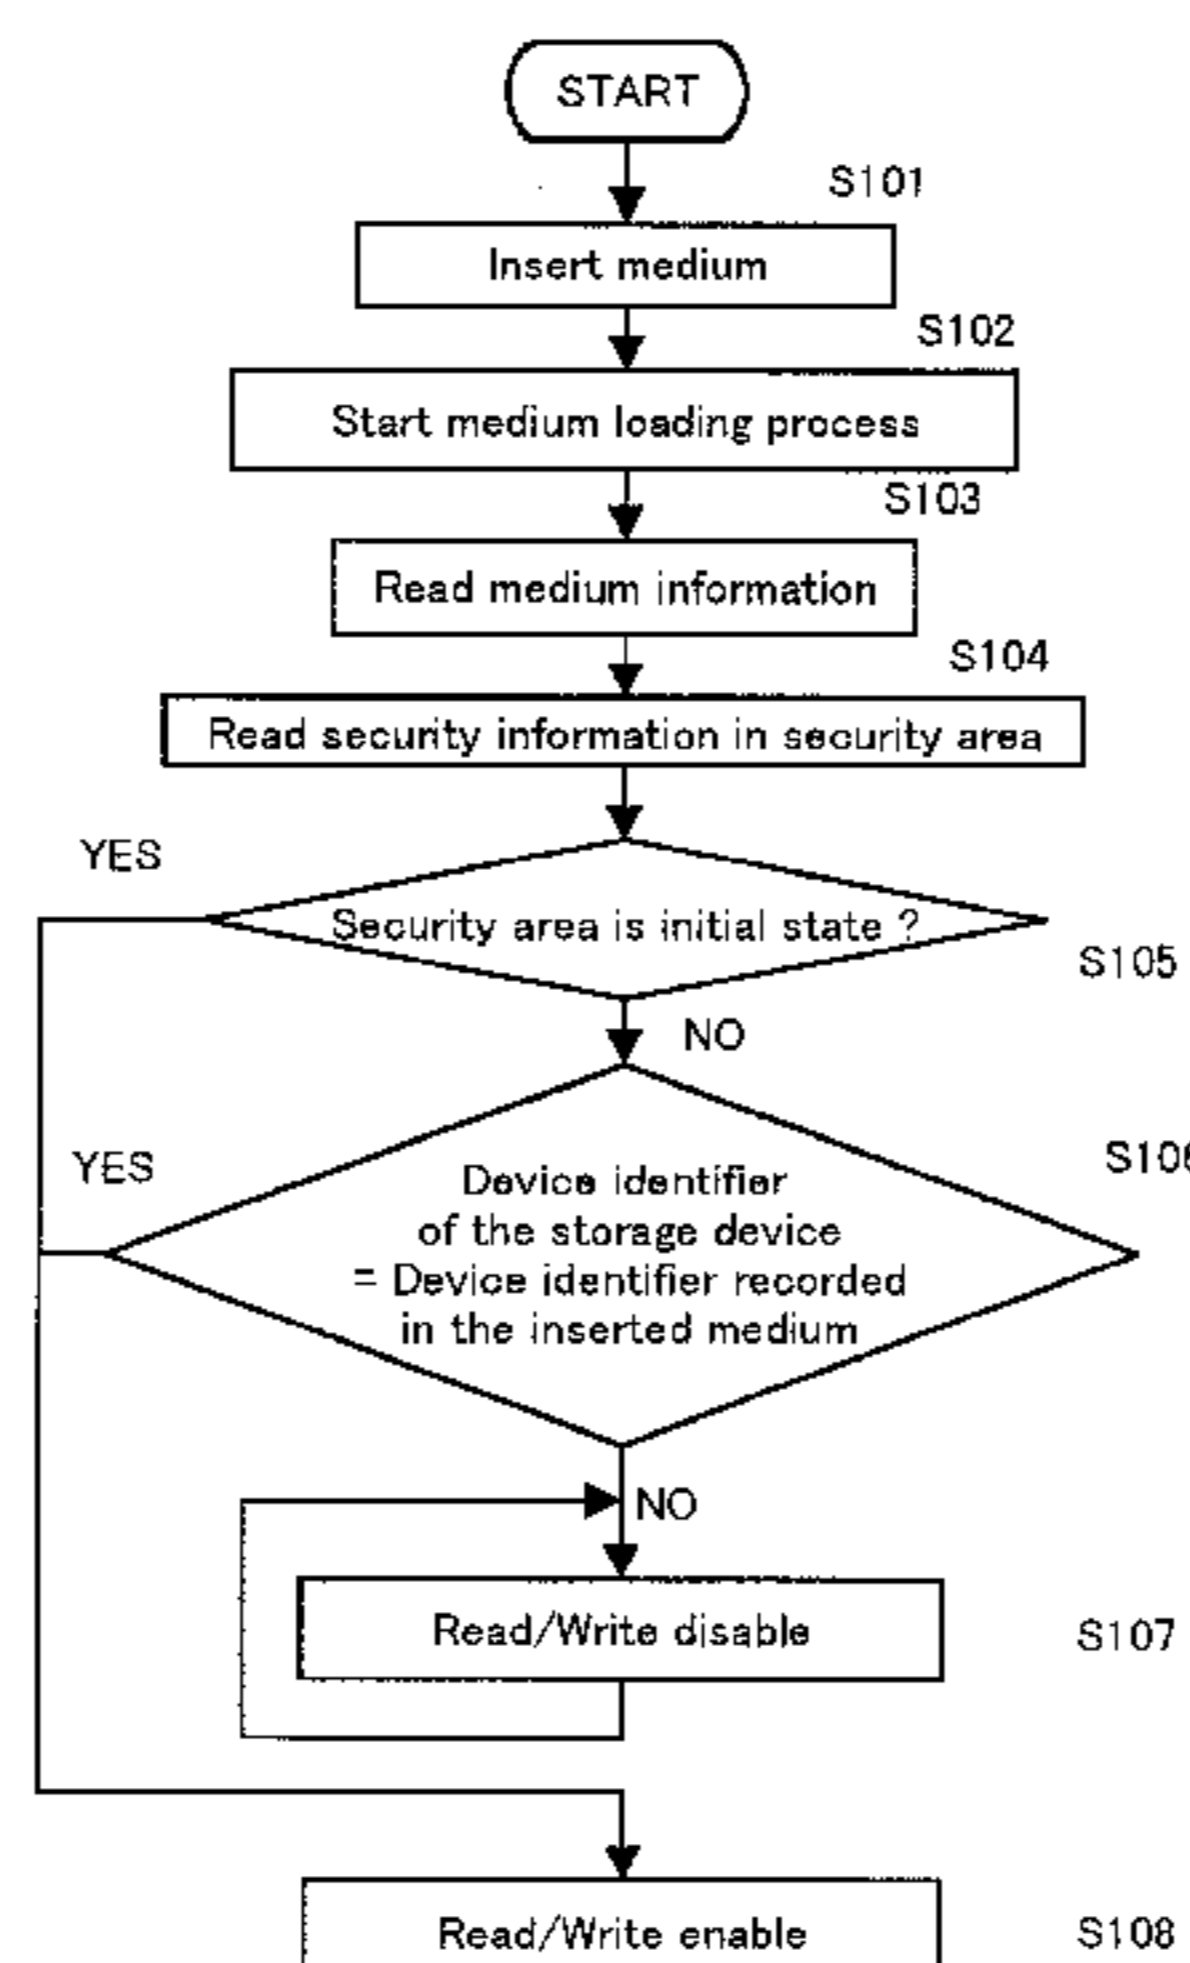 START
S101
Insert medium
S102
Start medium loading process
S103
Read medium information
S104
Read security information in security area
YES
Security area is initial state ?
S105
NO
YES
S106
Device identifier
of the storage device
= Device identifier recorded
in the inserted medium
NO
Read/Write disable
S107
Read/Write enable
S108